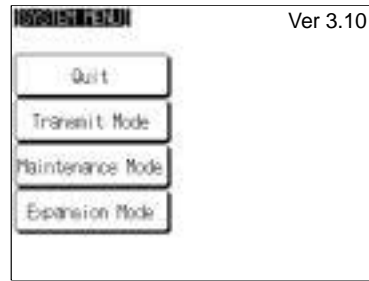 [SYSTEM MENU] Ver 3.10
Quit
Transmit Mode
Maintenance Mode
Expansion Mode